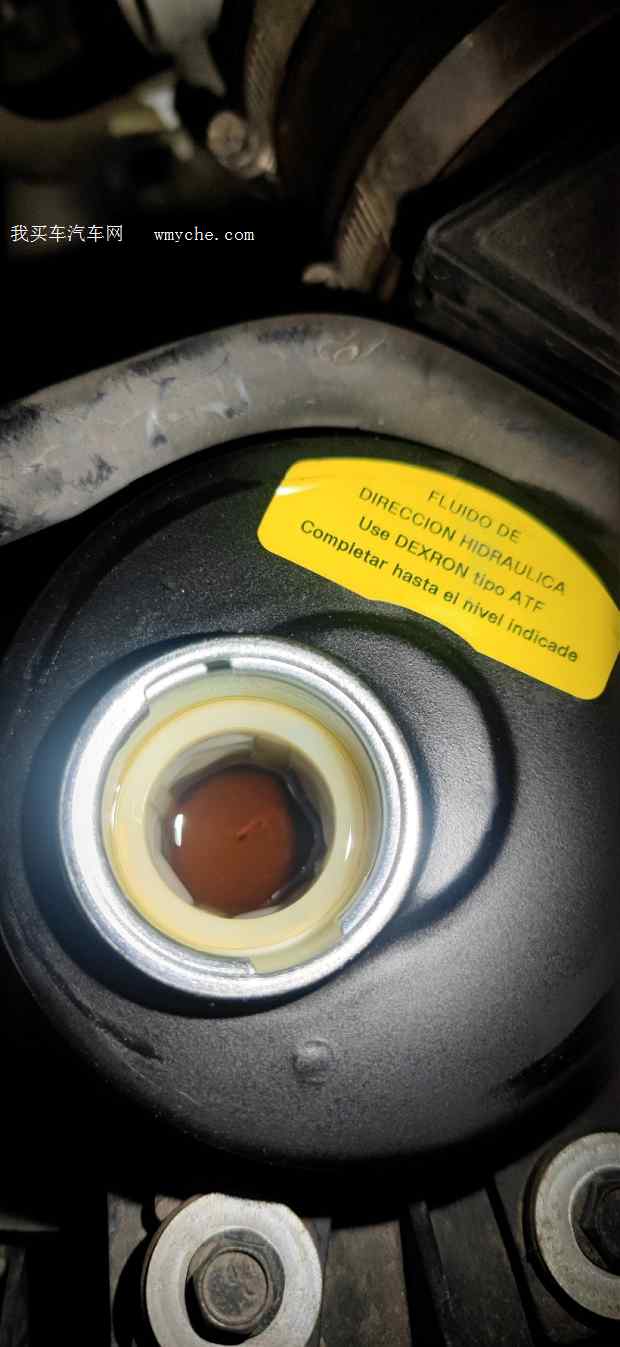 我买车汽车网 wmyche.com
FLUIDO DE
DIRECCION HIDRAULICA
Use DEXRON tipo ATF
Completar hasta el nivel indicade